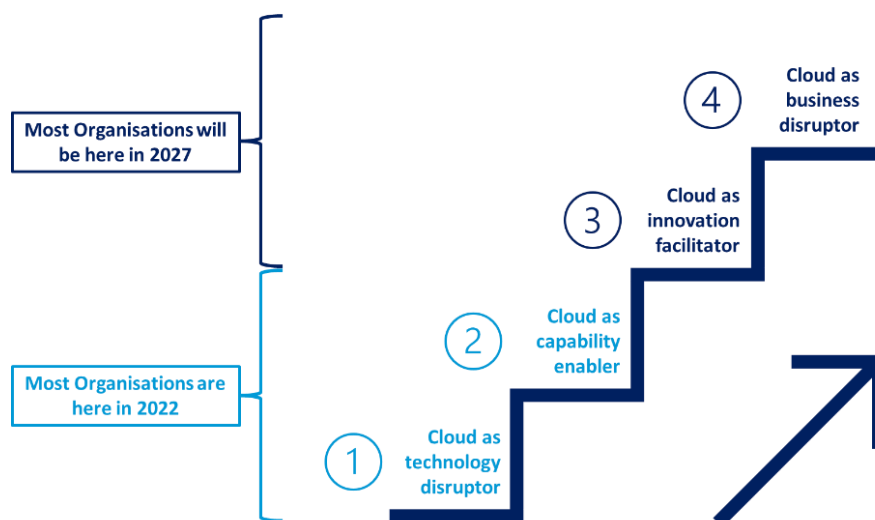 4
Cloud as
business
disruptor
Most Organisations will
be here in 2027
3
Cloud as
innovation
facilitator
2
Cloud as
capability
enabler
Most Organisations are
here in 2022
1
Cloud as
technology
disruptor